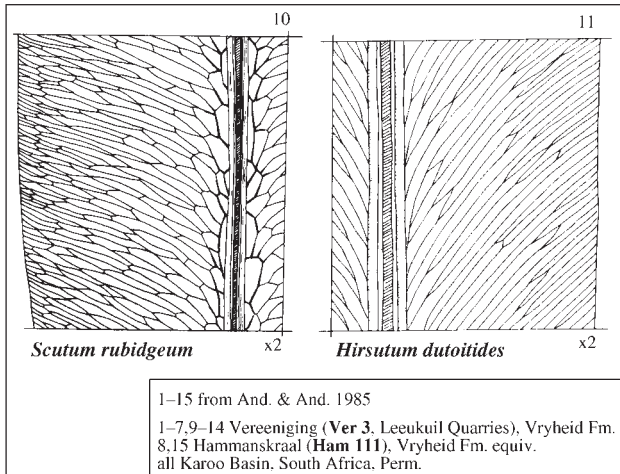 10
11
Scutum rubidgeum
x2
Hirsutum dutoitides
x2
1–15 from And. & And. 1985
1–7,9–14 Vereeniging (Ver 3, Leeukuil Quarries), Vryheid Fm.
8,15 Hammanskraal (Ham 111), Vryheid Fm. equiv.
all Karoo Basin, South Africa, Perm.